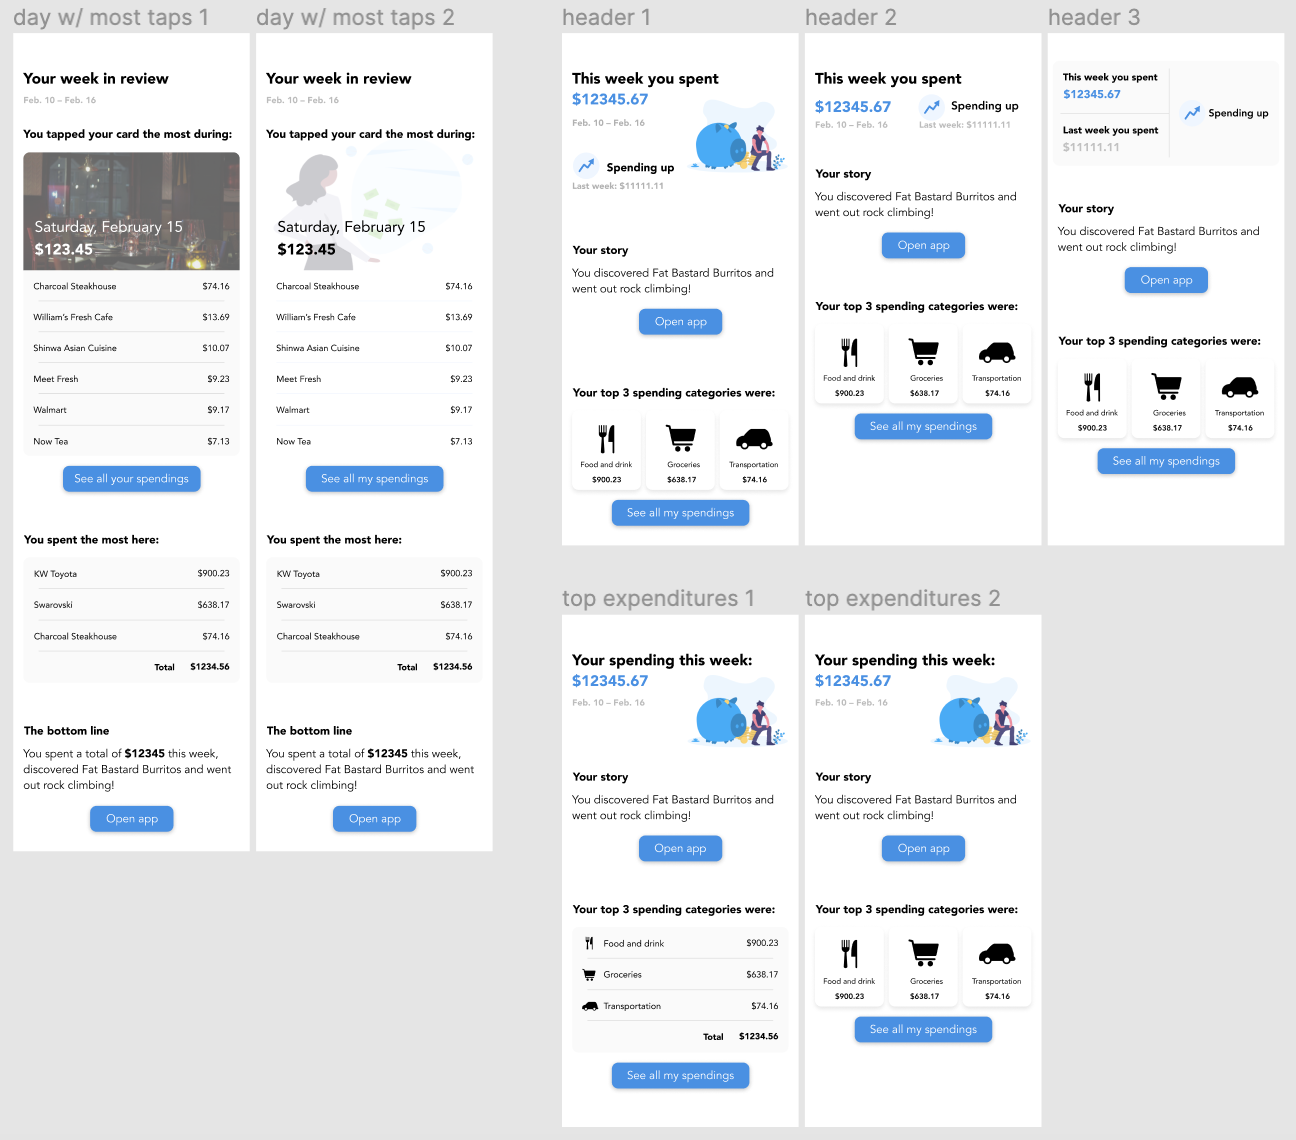 day w/ most taps 1
Your week in review
Feb. 10 – Feb. 16
You tapped your card the most during:
Saturday, February 15
$123.45
Charcoal Steakhouse $74.16
William's Fresh Cafe $13.69
Shinwa Asian Cuisine $10.07
Meet Fresh $9.23
Walmart $9.17
Now Tea $7.13
See all your spendings
You spent the most here:
KW Toyota $900.23
Swarovski $638.17
Charcoal Steakhouse $74.16
Total $1234.56
The bottom line
You spent a total of $12345 this week,
discovered Fat Bastard Burritos and went
out rock climbing!
Open app
day w/ most taps 2
Your week in review
Feb. 10 – Feb. 16
You tapped your card the most during:
Saturday, February 15
$123.45
Charcoal Steakhouse $74.16
William's Fresh Cafe $13.69
Shinwa Asian Cuisine $10.07
Meet Fresh $9.23
Walmart $9.17
Now Tea $7.13
See all my spendings
You spent the most here:
KW Toyota $900.23
Swarovski $638.17
Charcoal Steakhouse $74.16
Total $1234.56
The bottom line
You spent a total of $12345 this week,
discovered Fat Bastard Burritos and went
out rock climbing!
Open app
header 1
This week you spent
$12345.67
Feb. 10 – Feb. 16
Spending up
Last week: $11111.11
Your story
You discovered Fat Bastard Burritos and
went out rock climbing!
Open app
Your top 3 spending categories were:
Food and drink Groceries Transportation
$900.23 $638.17 $74.16
See all my spendings
header 2
This week you spent
$12345.67 Spending up
Feb. 10 – Feb. 16 Last week: $11111.11
Your story
You discovered Fat Bastard Burritos and
went out rock climbing!
Open app
Your top 3 spending categories were:
Food and drink Groceries Transportation
$900.23 $638.17 $74.16
See all my spendings
header 3
This week you spent
$12345.67
Spending up
Last week you spent
$11111.11
Your story
You discovered Fat Bastard Burritos and
went out rock climbing!
Open app
Your top 3 spending categories were:
Food and drink Groceries Transportation
$900.23 $638.17 $74.16
See all my spendings
top expenditures 1
Your spending this week:
$12345.67
Feb. 10 – Feb. 16
Your story
You discovered Fat Bastard Burritos and
went out rock climbing!
Open app
Your top 3 spending categories were:
Food and drink $900.23
Groceries $638.17
Transportation $74.16
Total $1234.56
See all my spendings
top expenditures 2
Your spending this week:
$12345.67
Feb. 10 – Feb. 16
Your story
You discovered Fat Bastard Burritos and
went out rock climbing!
Open app
Your top 3 spending categories were:
Food and drink Groceries Transportation
$900.23 $638.17 $74.16
See all my spendings